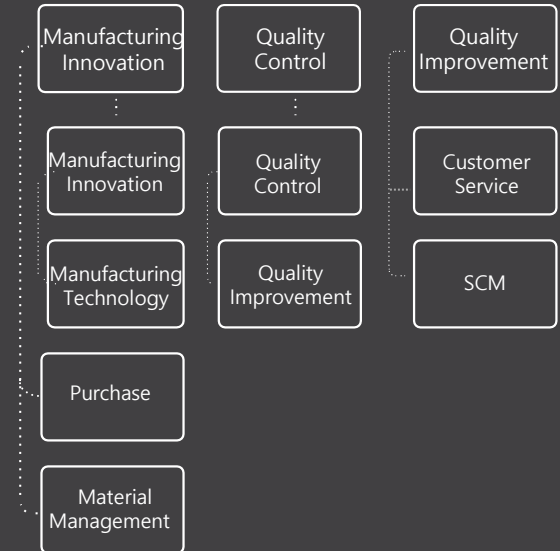 Manufacturing
Innovation
Manufacturing
Innovation
Manufacturing
Technology
Purchase
Material
Management
Quality
Control
Quality
Control
Quality
Improvement
Quality
Improvement
Customer
Service
SCM